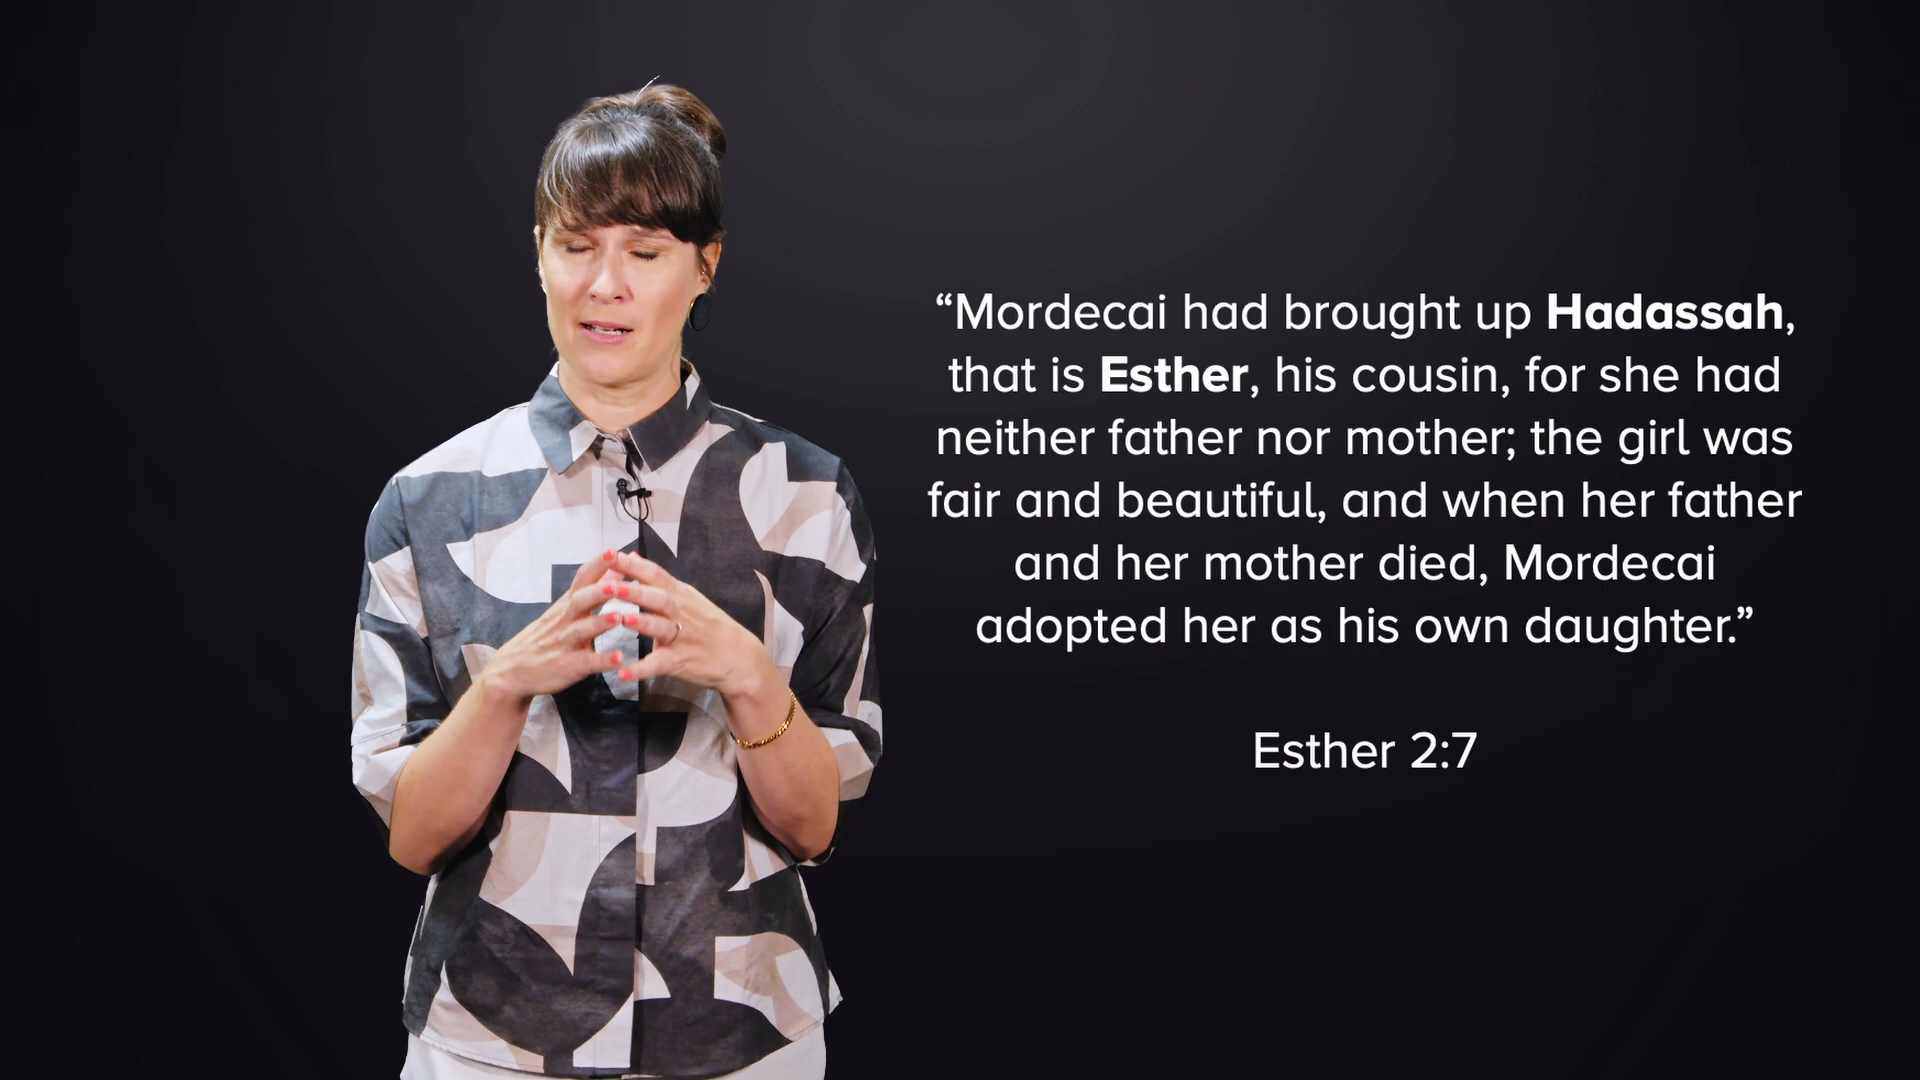 “Mordecai had brought up Hadassah,
that is Esther, his cousin, for she had
neither father nor mother; the girl was
fair and beautiful, and when her father
and her mother died, Mordecai
adopted her as his own daughter.”
Esther 2:7